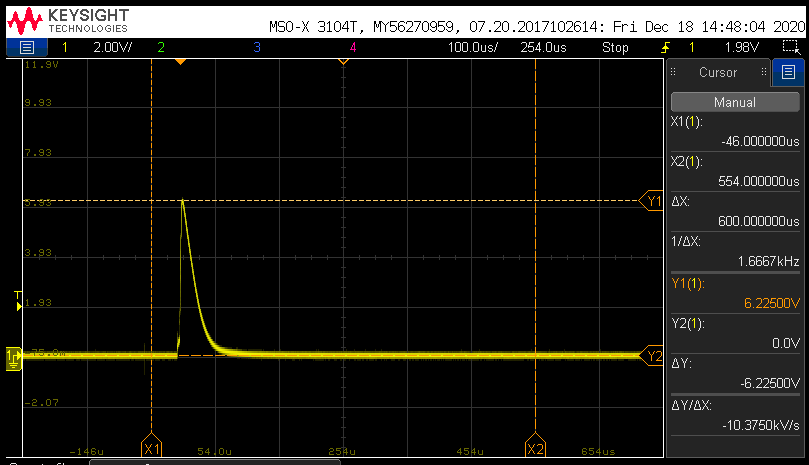 KEYSIGHT
TECHNOLOGIES
MSO-X 3104T, MY56270959, 07.20.2017102614: Fri Dec 18 14:48:04 2020
1 2.00V/ 2 3 4 100.0us/ 254.0us Stop 1 1.98V
11.9V
9.93
7.93
5.93
3.93
1.93
-2.07
-146u 54.0u 254u 454u 654u
T
1
Y1
Y2
X1
X2
Cursor
Manual
X1(1):
-46.000000us
X2(1):
554.000000us
ΔX:
600.000000us
1/ΔX:
1.6667kHz
Y1(1):
6.22500V
Y2(1):
0.0V
ΔY:
-6.22500V
ΔY/ΔX:
-10.3750kV/s